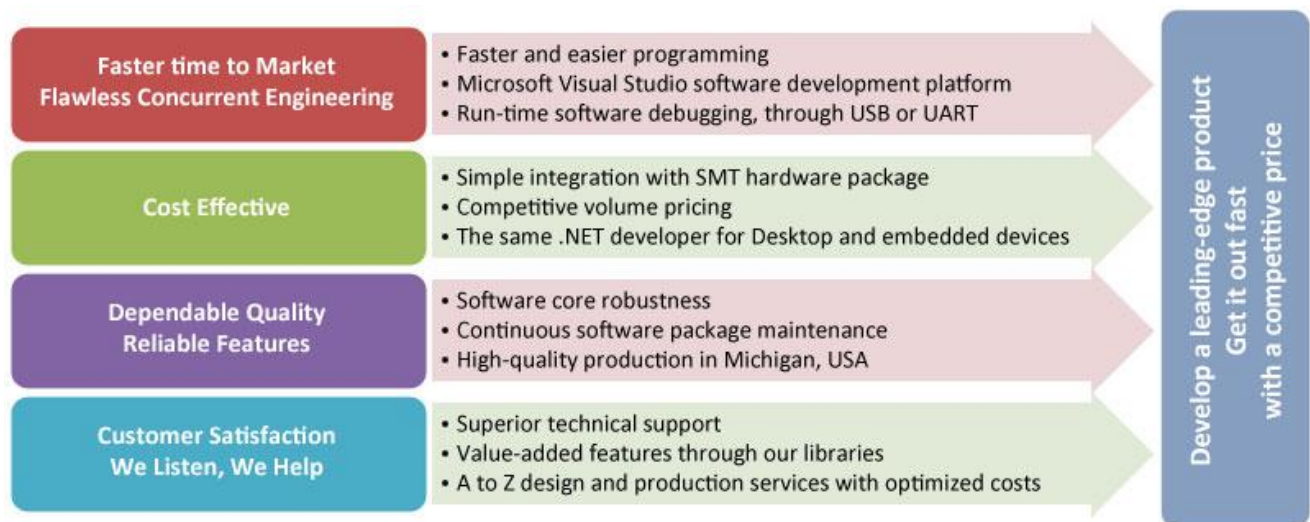 Faster time to Market
Flawless Concurrent Engineering
• Faster and easier programming
• Microsoft Visual Studio software development platform
• Run-time software debugging, through USB or UART
Cost Effective
• Simple integration with SMT hardware package
• Competitive volume pricing
• The same .NET developer for Desktop and embedded devices
Dependable Quality
Reliable Features
• Software core robustness
• Continuous software package maintenance
• High-quality production in Michigan, USA
Customer Satisfaction
We Listen, We Help
• Superior technical support
• Value-added features through our libraries
• A to Z design and production services with optimized costs
Develop a leading-edge product
Get it out fast
with a competitive price